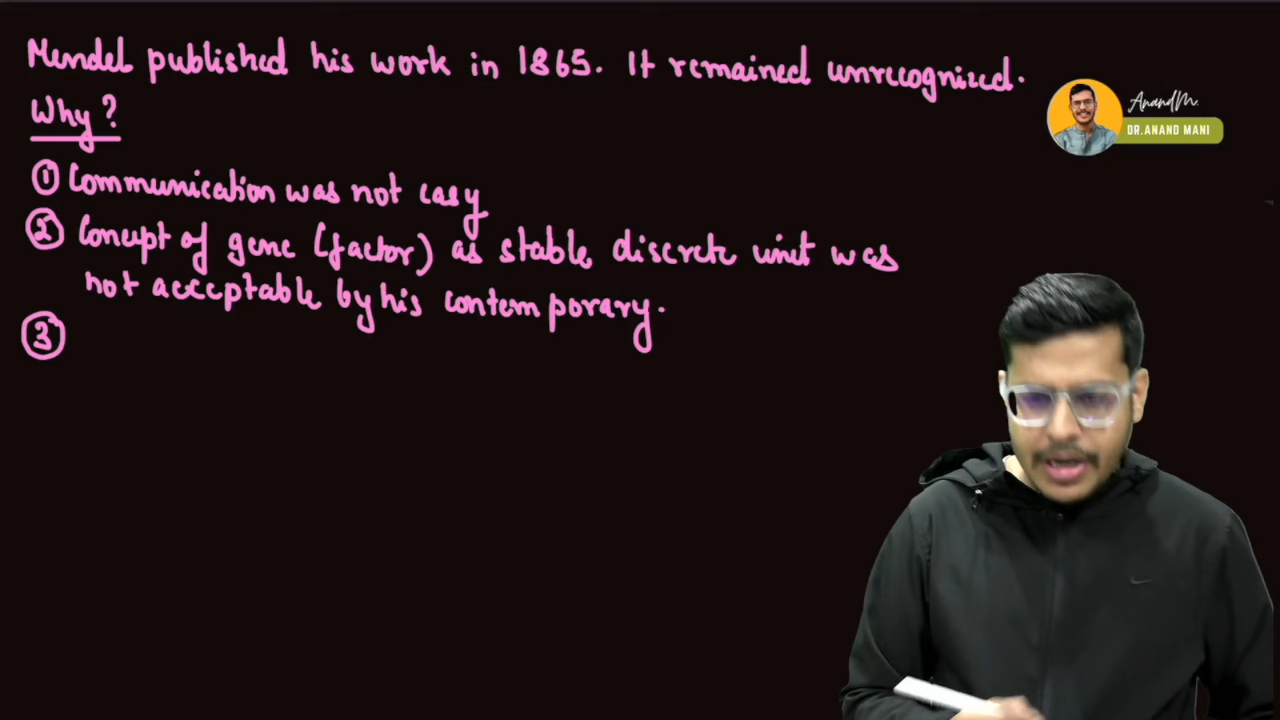 Mendel published his work in 1865. It remained unrecognized.
Why?
① Communication was not easy
② Concept of gene (factor) as stable discrete unit was
not acceptable by his contemporary.
③
AnandM.
DR.ANAND MANI